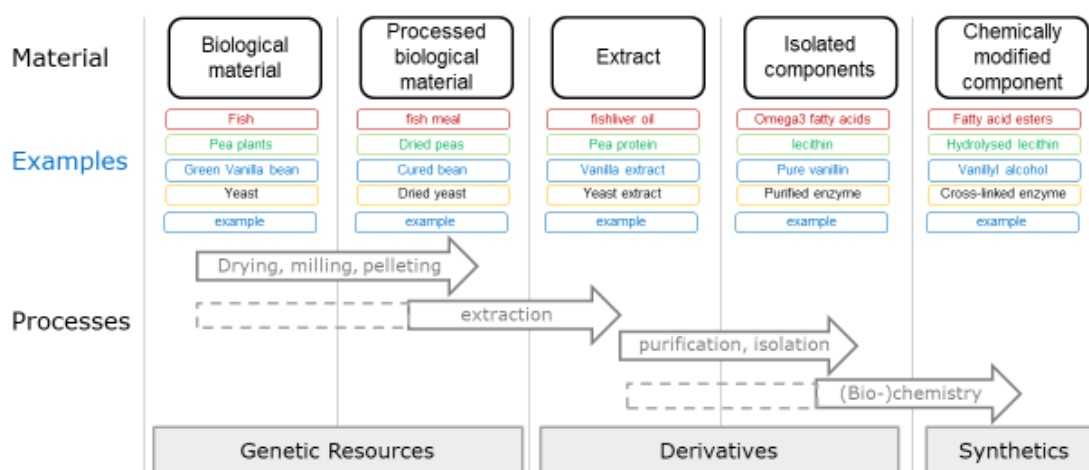 Material
Biological
material
Processed
biological
material
Extract
Isolated
components
Chemically
modified
component
Examples
Fish
fish meal
fishliver oil
Omega3 fatty acids
Fatty acid esters
Pea plants
Dried peas
Pea protein
lecithin
Hydrolysed lecithin
Green Vanilla bean
Cured bean
Vanilla extract
Pure vanillin
Vanillyl alcohol
Yeast
Dried yeast
Yeast extract
Purified enzyme
Cross-linked enzyme
example
example
example
example
example
Processes
Drying, milling, pelleting
extraction
purification, isolation
(Bio-)chemistry
Genetic Resources
Derivatives
Synthetics